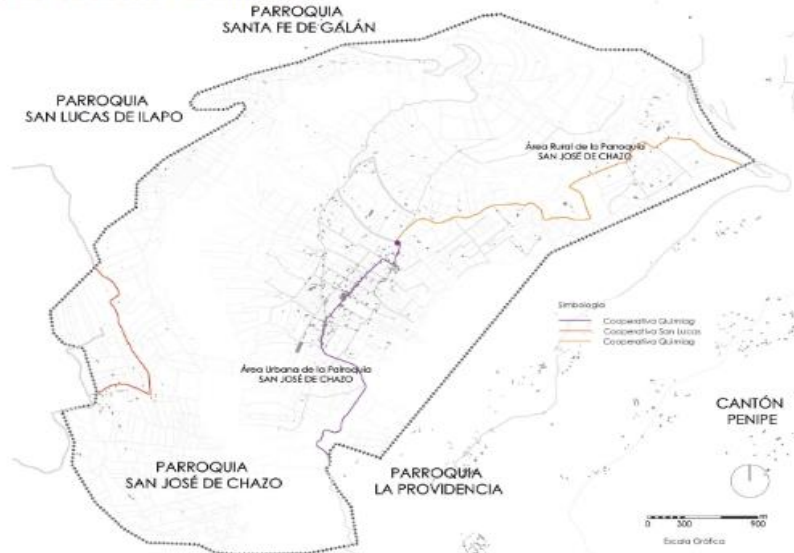 PARROQUIA
SANTA FE DE GALÁN
PARROQUIA
SAN LUCAS DE ILAPO
Área Rural de la Parroquia
SAN JOSÉ DE CHAZO
Simbología
Cooperativa Quimiag
Cooperativa San Lucas
Cooperativa Quimiag
Área Urbana de la Parroquia
SAN JOSÉ DE CHAZO
CANTÓN
PENIPE
PARROQUIA
SAN JOSÉ DE CHAZO
PARROQUIA
LA PROVIDENCIA
m
0 300 900
Escala Gráfica